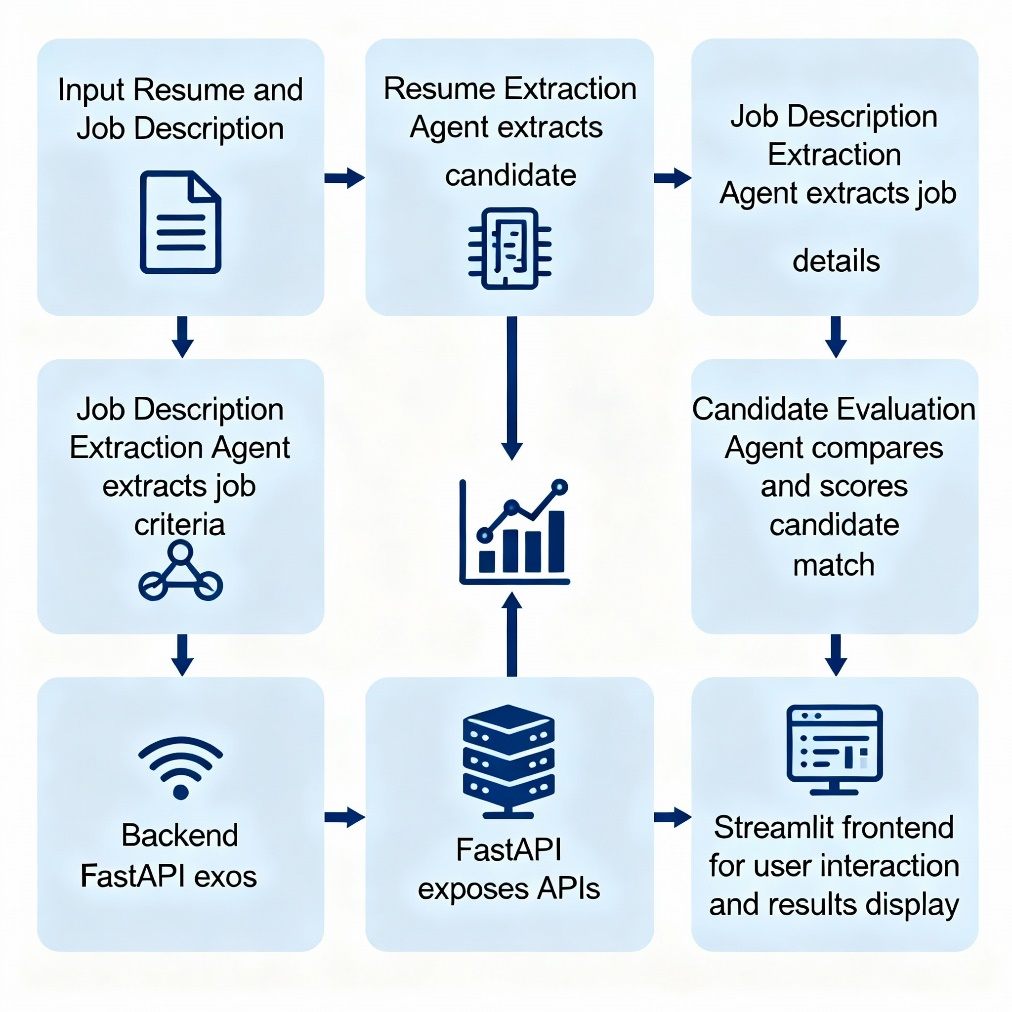 Input Resume and
Job Description
Resume Extraction
Agent extracts
candidate
Job Description
Extraction
Agent extracts job
details
Job Description
Extraction Agent
extracts job
criteria
Candidate Evaluation
Agent compares
and scores
candidate
match
Backend
FastAPI exos
FastAPI
exposes APIs
Streamlit frontend
for user interaction
and results display